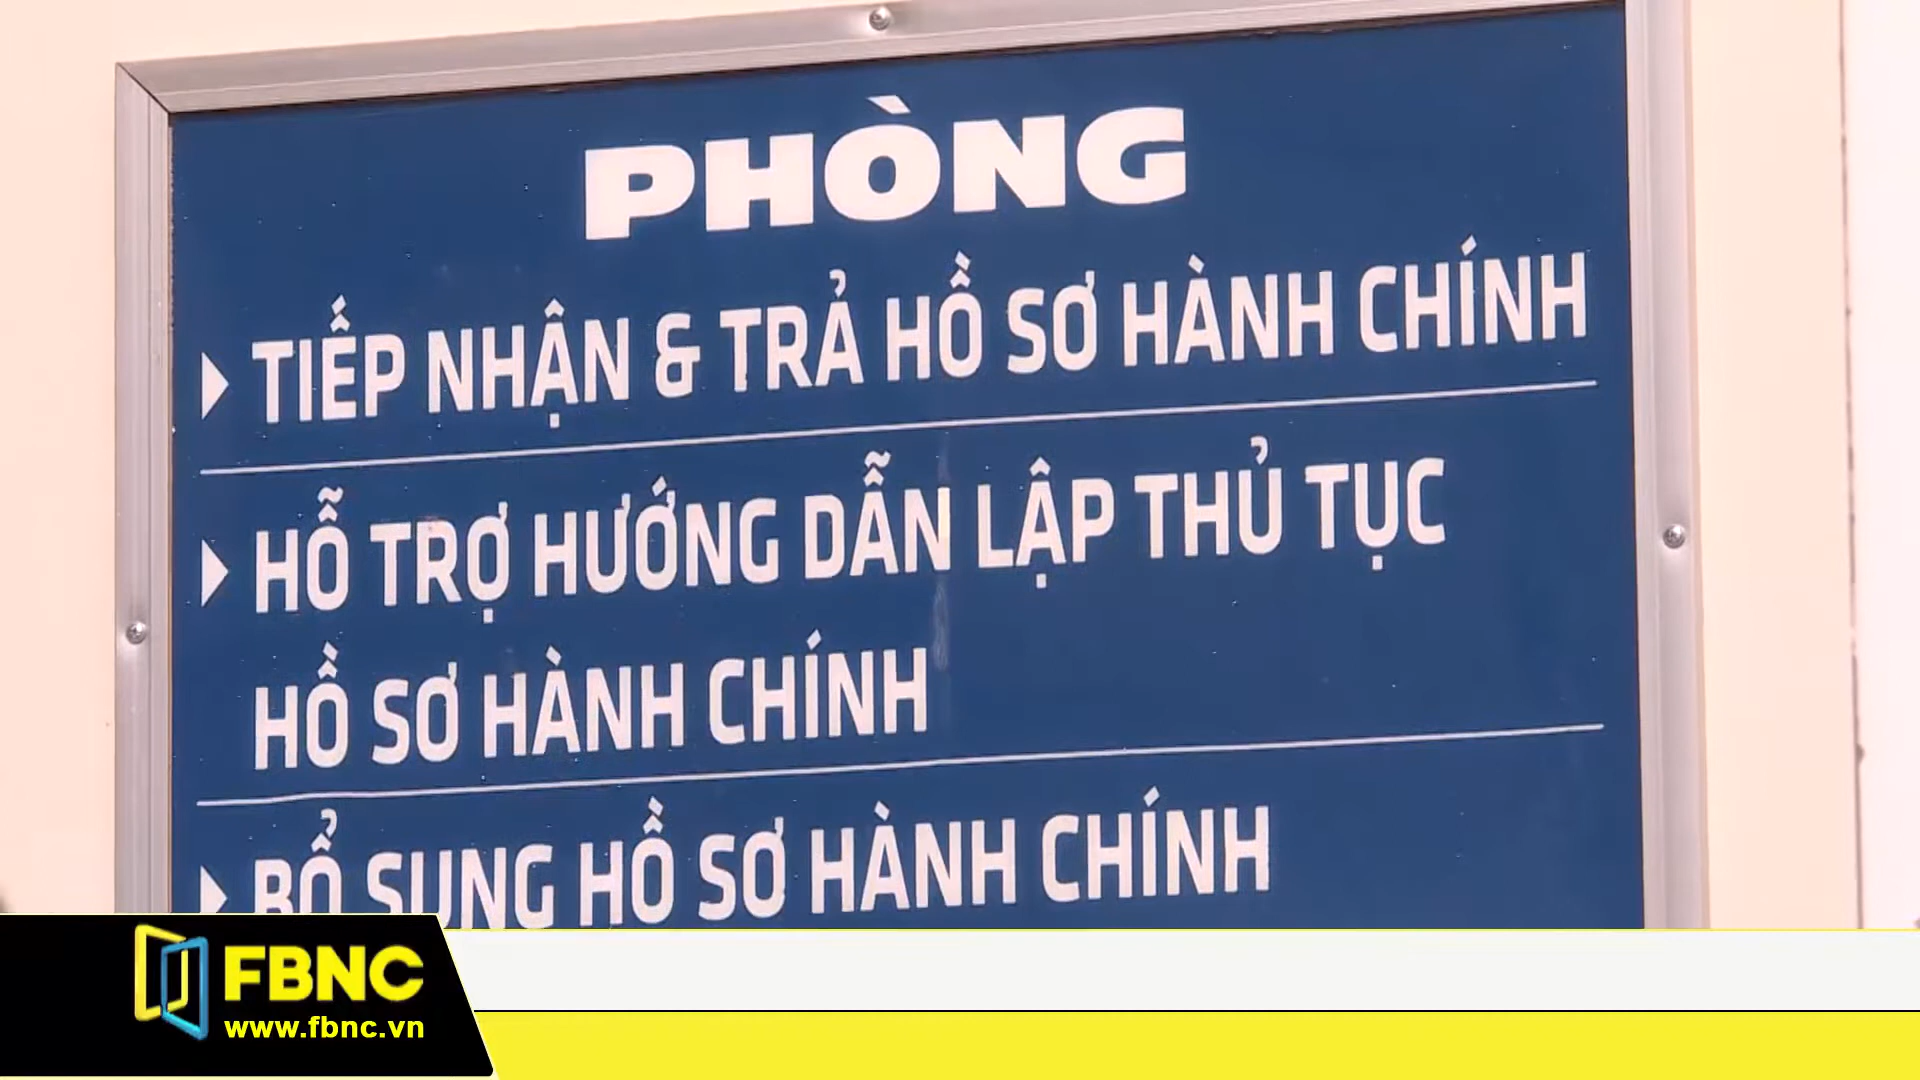 PHÒNG
TIẾP NHẬN & TRẢ HỒ SƠ HÀNH CHÍNH
HỖ TRỢ HƯỚNG DẪN LẬP THỦ TỤC
HỒ SƠ HÀNH CHÍNH
BỔ SUNG HỒ SƠ HÀNH CHÍNH
FBNC
www.fbnc.vn